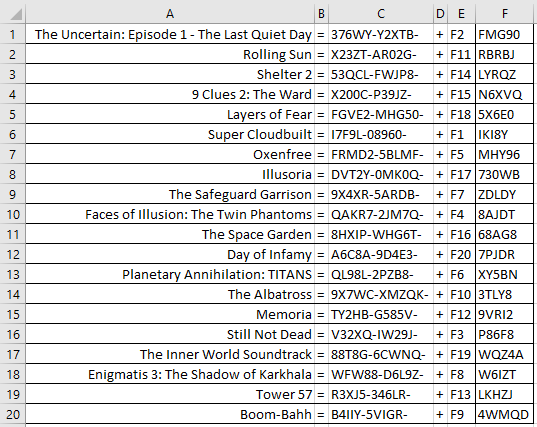 A B C D E F
1 The Uncertain: Episode 1 - The Last Quiet Day = 376WY-Y2XTB- + F2 FMG90
2 Rolling Sun = X23ZT-AR02G- + F11 RBRBJ
3 Shelter 2 = 53QCL-FWJP8- + F14 LYRQZ
4 9 Clues 2: The Ward = X200C-P39JZ- + F15 N6XVQ
5 Layers of Fear = FGVE2-MHG50- + F18 5X6E0
6 Super Cloudbuilt = I7F9L-08960- + F1 IKI8Y
7 Oxenfree = FRMD2-5BLMF- + F5 MHY96
8 Illusoria = DVT2Y-0MK0Q- + F17 730WB
9 The Safeguard Garrison = 9X4XR-5ARDB- + F7 ZDLDY
10 Faces of Illusion: The Twin Phantoms = QAKR7-2JM7Q- + F4 8AJDT
11 The Space Garden = 8HXIP-WHG6T- + F16 68AG8
12 Day of Infamy = A6C8A-9D4E3- + F20 7PJDR
13 Planetary Annihilation: TITANS = QL98L-2PZB8- + F6 XY5BN
14 The Albatross = 9X7WC-XMZQK- + F10 3TLY8
15 Memoria = TY2HB-G585V- + F12 9VRI2
16 Still Not Dead = V32XQ-IW29J- + F3 P86F8
17 The Inner World Soundtrack = 88T8G-6CWNQ- + F19 WQZ4A
18 Enigmatis 3: The Shadow of Karkhala = WFW88-D6L9Z- + F8 W6IZT
19 Tower 57 = R3XJ5-346LR- + F13 LKHZJ
20 Boom-Bahh = B4IIY-5VIGR- + F9 4WMQD